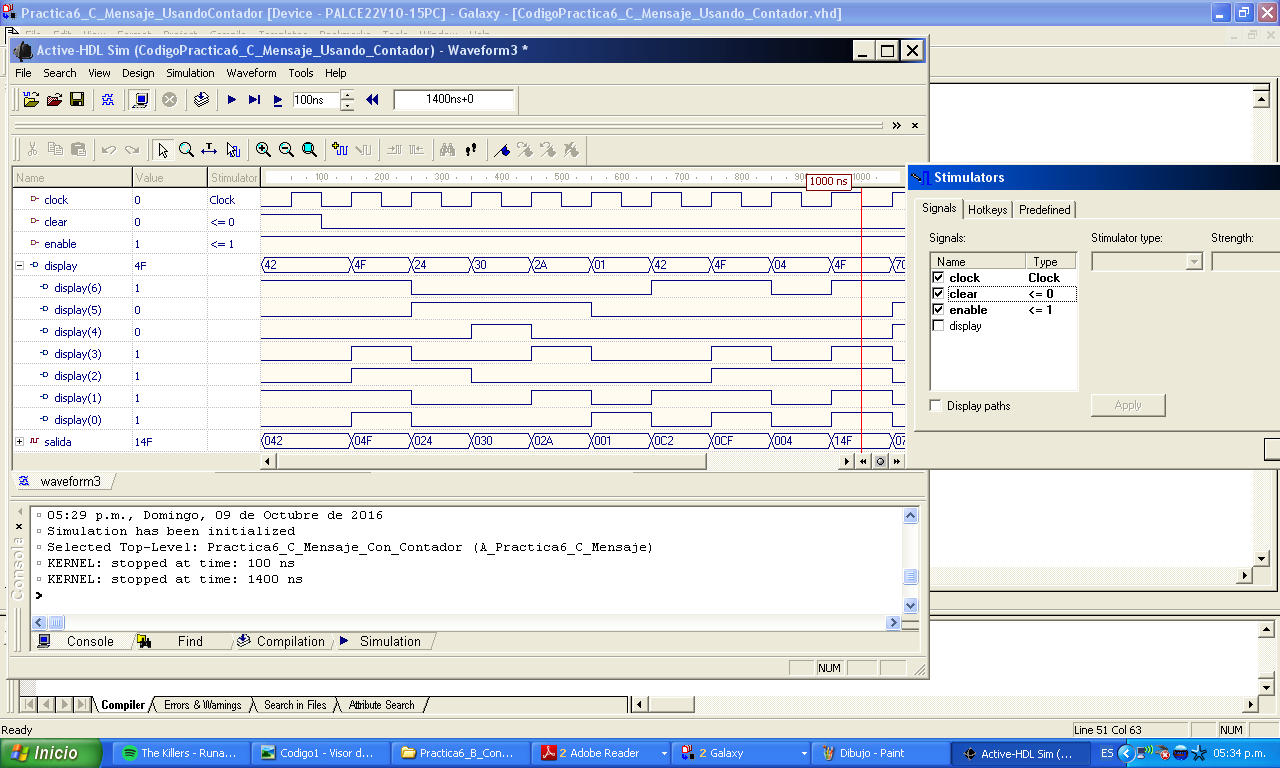 Practica6_C_Mensaje_UsandoContador [Device - PALCE22V10-15PC] - Galaxy - [CodigoPractica6_C_Mensaje_Usando_Contador.vhd]
Active-HDL Sim (CodigoPractica6_C_Mensaje_Usando_Contador) - Waveform3 *
File Search View Design Simulation Waveform Tools Help
100ns 1400ns+0
Name Value Stimulator 100 200 300 400 500 600 700 800 1000 ns 1000
clock 0 Clock
clear 0 <= 0
enable 1 <= 1
display 4F 42 4F 24 30 2A 01 42 4F 04 4F 70
display(6) 1
display(5) 0
display(4) 0
display(3) 1
display(2) 1
display(1) 1
display(0) 1
salida 14F 042 04F 024 030 02A 001 0C2 0CF 004 14F 07
waveform3
Stimulators
Signals Hotkeys Predefined
Signals: Stimulator type: Strength:
Name Type
clock Clock
clear <= 0
enable <= 1
display
Display paths Apply
Consola
05:29 p.m., Domingo, 09 de Octubre de 2016
Simulation has been initialized
Selected Top-Level: Practica6_C_Mensaje_Con_Contador (A_Practica6_C_Mensaje)
KERNEL: stopped at time: 100 ns
KERNEL: stopped at time: 1400 ns
>
Console Find Compilation Simulation
NUM
Compiler Errors & Warnings Search in Files Attribute Search
Ready Line 51 Col 63 NUM
Inicio The Killers - Runa... Codigo1 - Visor d... Practica6_B_Con... 2 Adobe Reader 2 Galaxy Dibujo - Paint Active-HDL Sim (... ES 05:34 p.m.